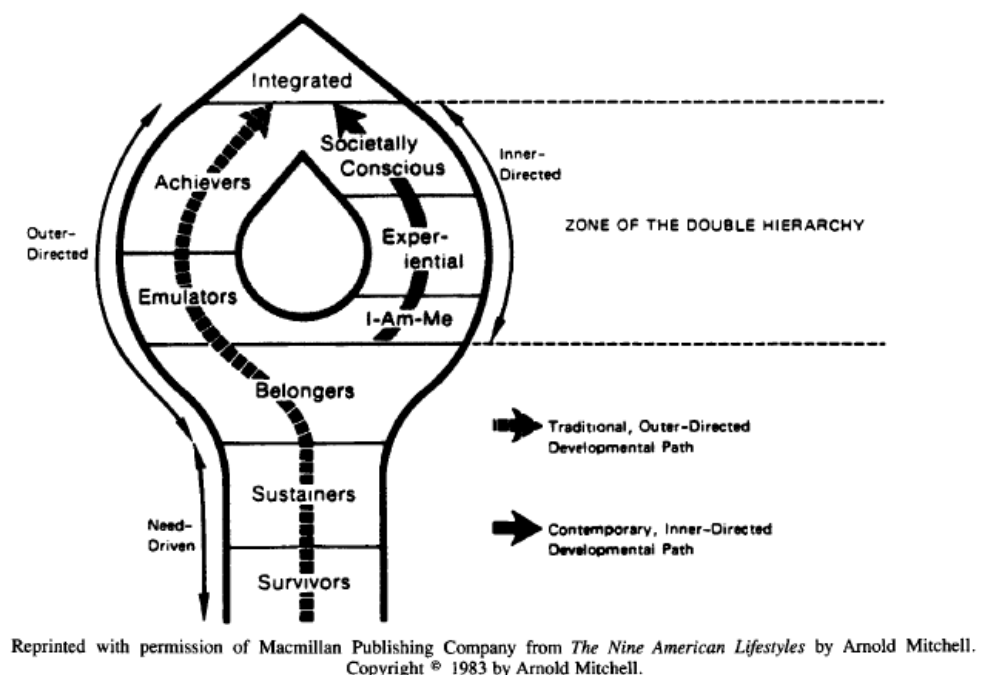 Integrated
Societally
Conscious
Inner-
Directed
Achievers
Outer-
Directed
Exper-
iential
ZONE OF THE DOUBLE HIERARCHY
Emulators
I-Am-Me
Belongers
Traditional, Outer-Directed
Developmental Path
Sustainers
Need-
Driven
Contemporary, Inner-Directed
Developmental Path
Survivors
Reprinted with permission of Macmillan Publishing Company from The Nine American Lifestyles by Arnold Mitchell.
Copyright © 1983 by Arnold Mitchell.